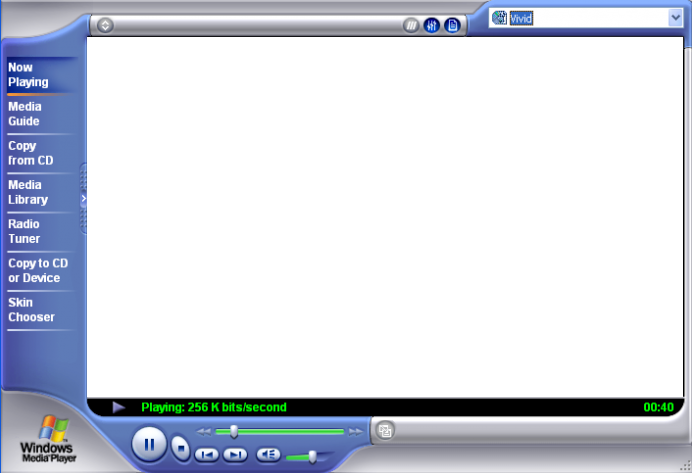 Vivid
Now
Playing
Media
Guide
Copy
from CD
Media
Library
Radio
Tuner
Copy to CD
or Device
Skin
Chooser
Playing: 256 K bits/second
00:40
Windows
Media Player